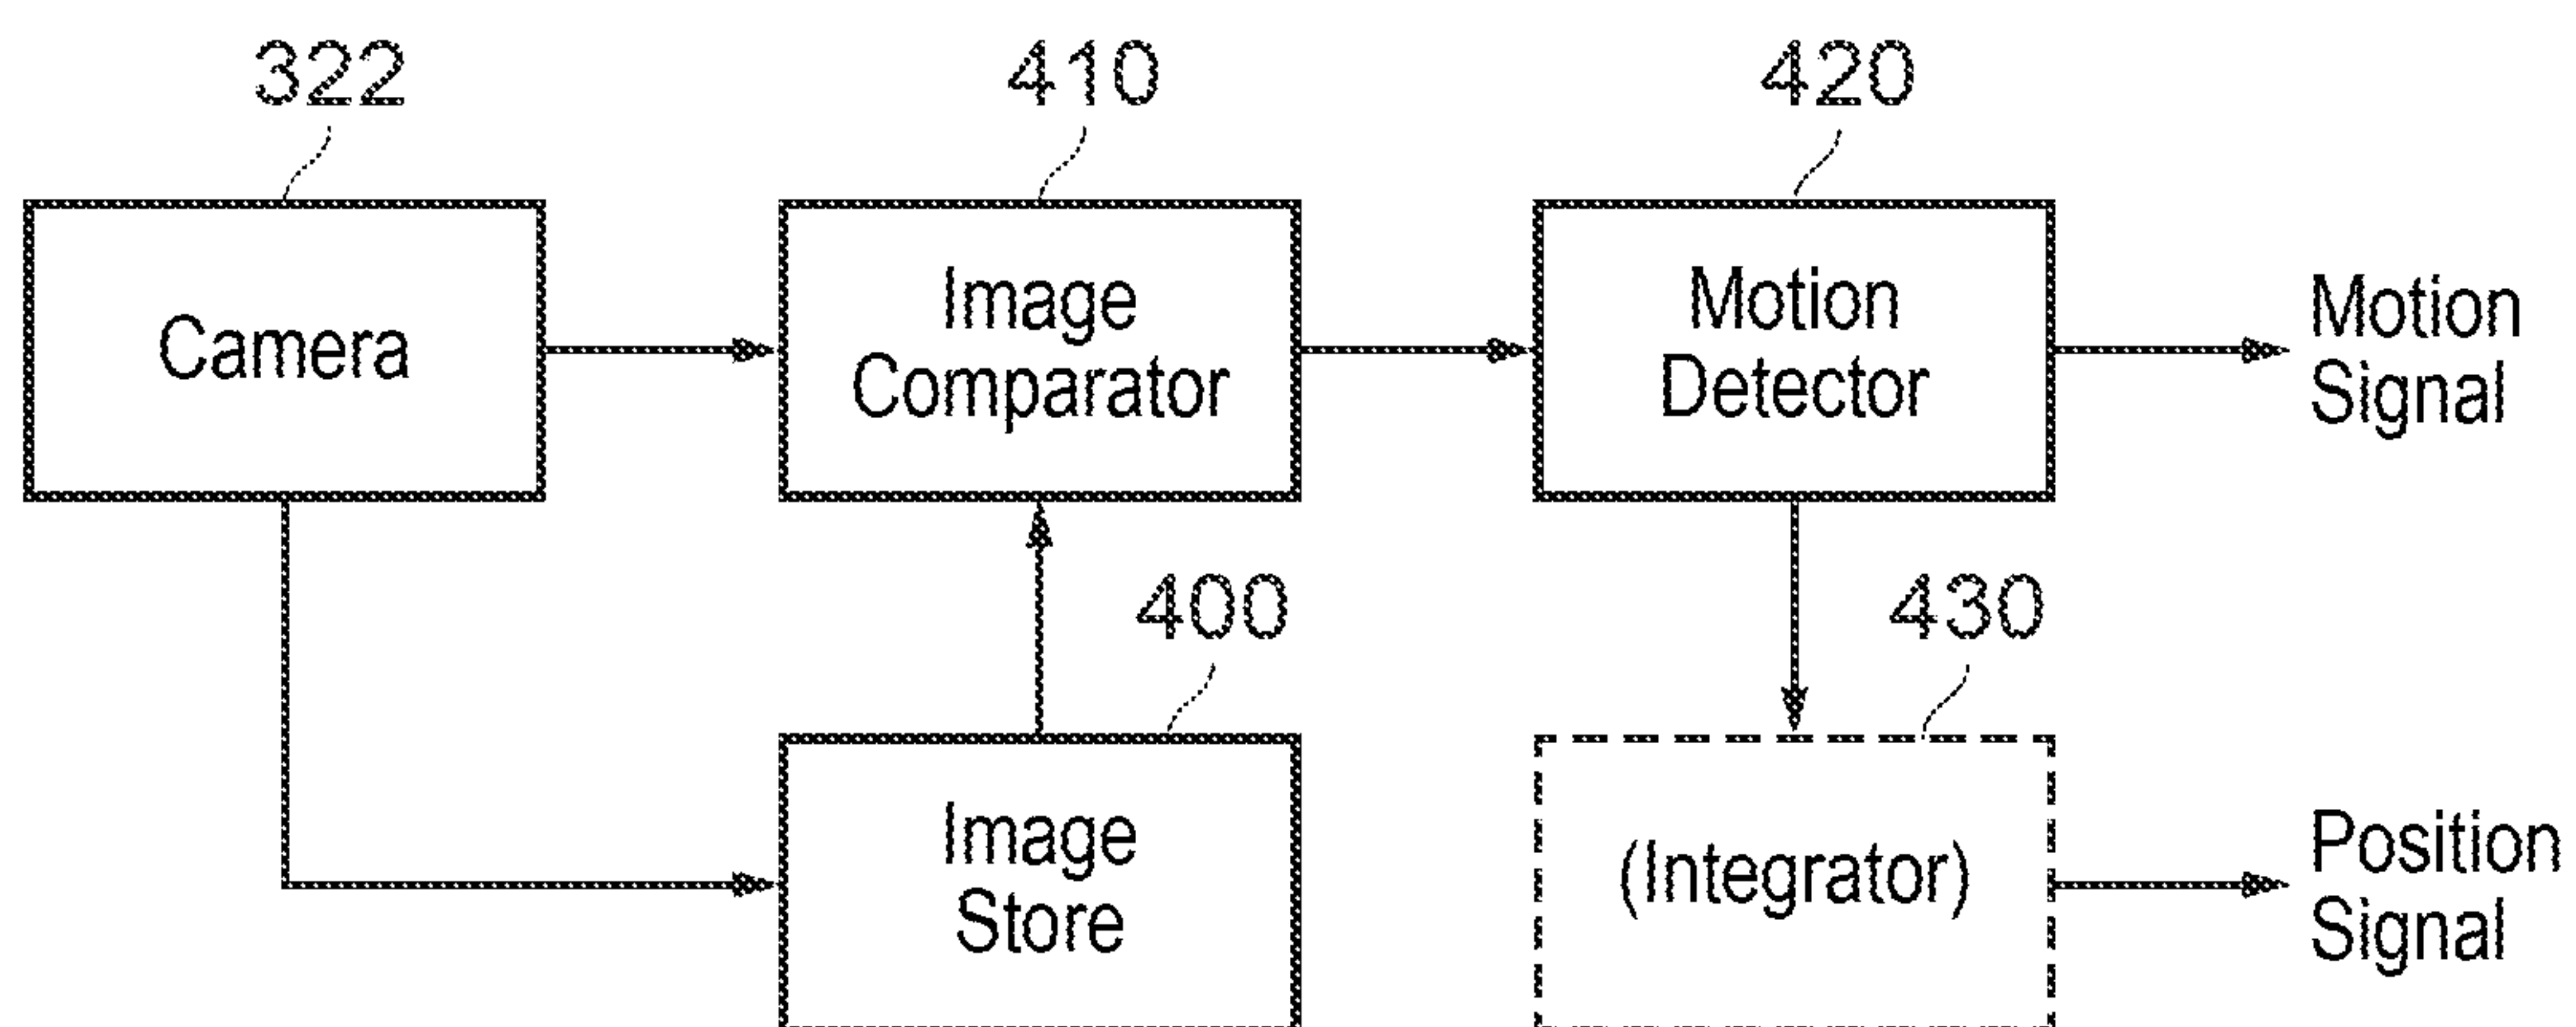 322
410
420
Camera
Image
Comparator
Motion
Detector
Motion
Signal
400
430
Image
Store
(Integrator)
Position
Signal